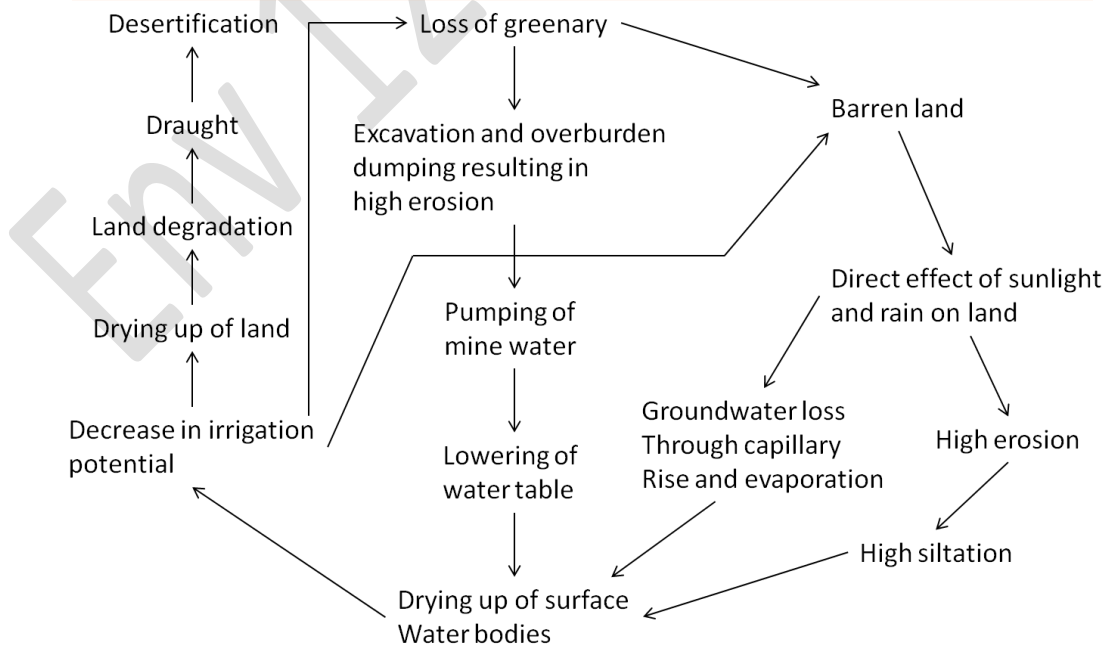 Desertification
Loss of greenary
Barren land
Draught
Excavation and overburden
dumping resulting in
high erosion
Land degradation
Direct effect of sunlight
and rain on land
Pumping of
mine water
Drying up of land
Groundwater loss
Through capillary
Rise and evaporation
Decrease in irrigation
potential
High erosion
Lowering of
water table
High siltation
Drying up of surface
Water bodies
Env 12